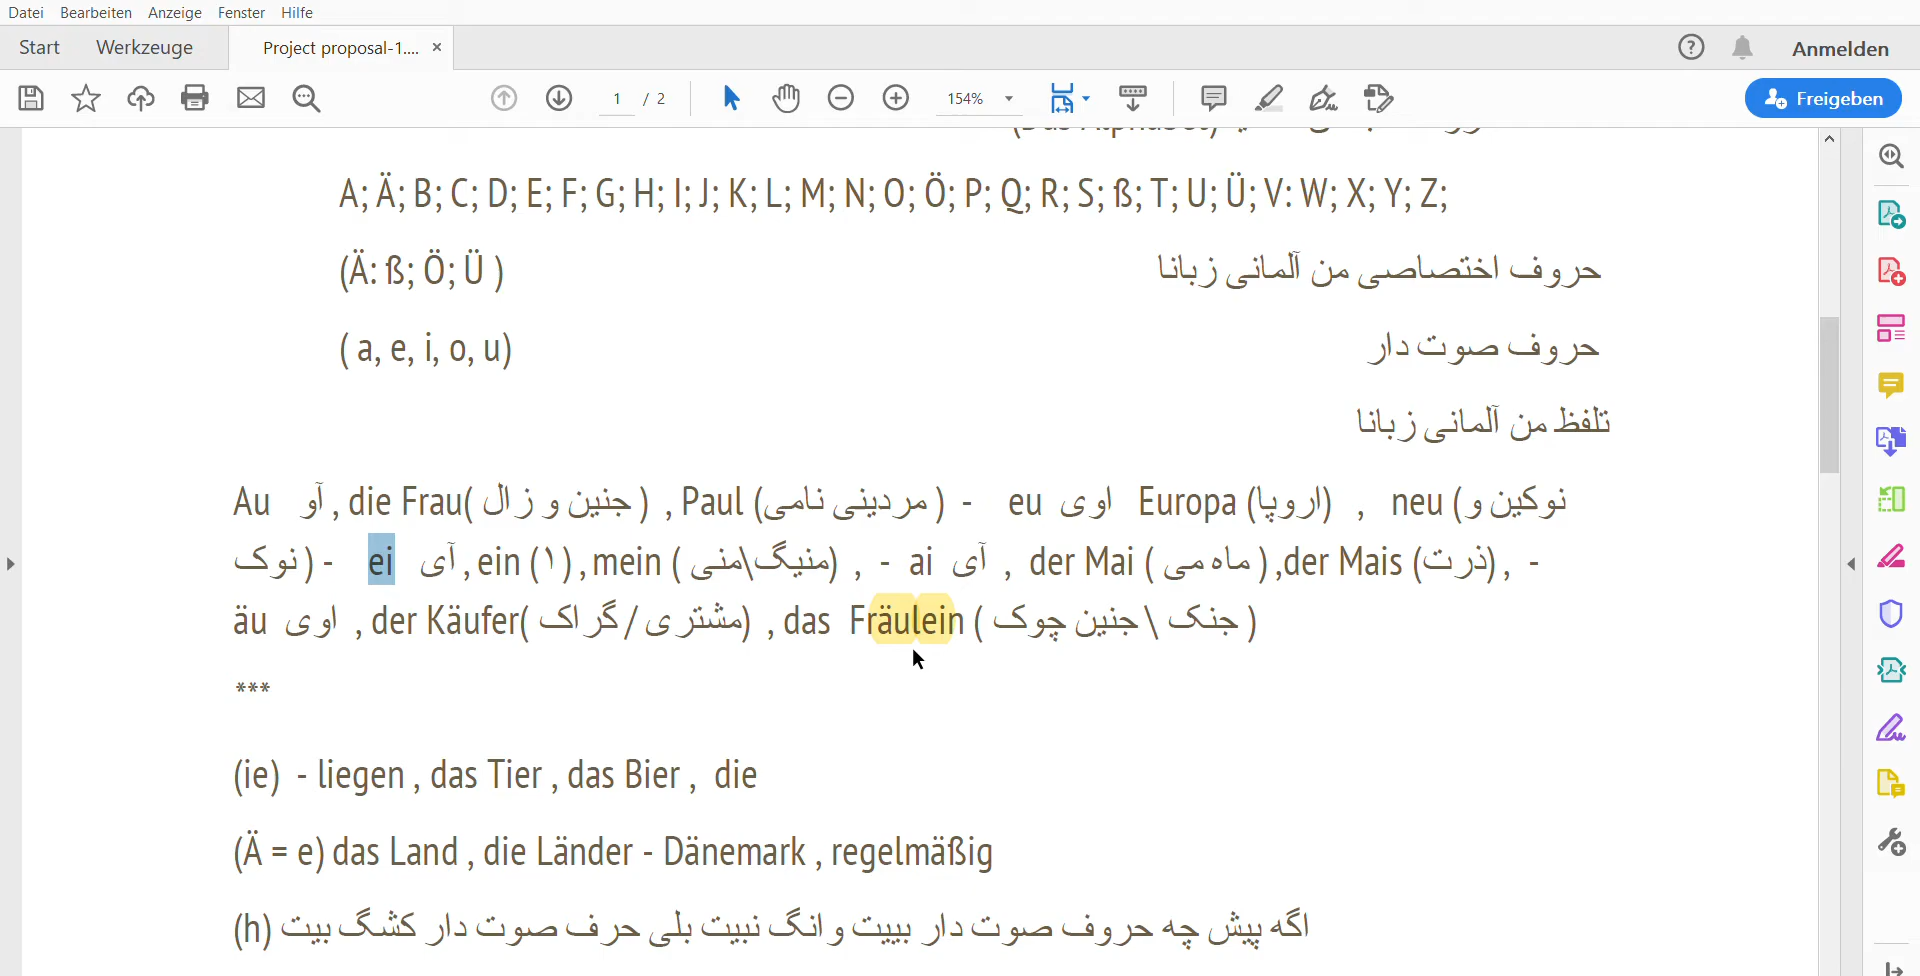 Datei Bearbeiten Anzeige Fenster Hilfe
Start Werkzeuge Project proposal-1.... × Anmelden
1 / 2 154% Freigeben
A; Ä; B; C; D; E; F; G; H; I; J; K; L; M; N; O; Ö; P; Q; R; S; ß; T; U; Ü; V: W; X; Y; Z;
(Ä: ß; Ö; Ü ) حروف اختصاصی من آلمانی زبانا
( a, e, i, o, u) حروف صوت دار
تلفظ من آلمانی زبانا
Au آو , die Frau( جنین و زال ) , Paul (مردینی نامی ) - eu اوی Europa (اروپا) , neu (نوکین و
نوک ) - ei آی , ein (۱) , mein ( منیگ\منی) , - ai آی , der Mai ( ماه می ) ,der Mais (ذرت) , -
äu اوی , der Käufer( مشتری / گراک) , das Fräulein ( جنک \ جنین چوک )
***
(ie) - liegen , das Tier , das Bier , die
(Ä = e) das Land , die Länder - Dänemark , regelmäßig
(h) اگه پیش چه حروف صوت دار بیبیت و انگ نبیت بلی حرف صوت دار کشگ بیت